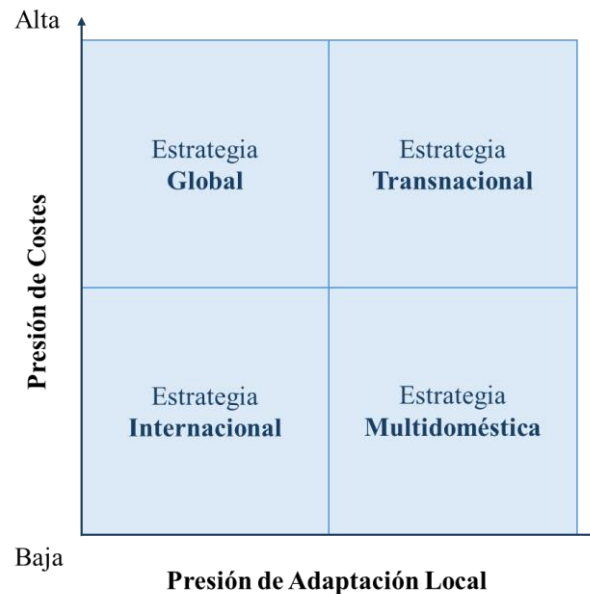 Alta
Presión de Costes
Estrategia
Global
Estrategia
Transnacional
Estrategia
Internacional
Estrategia
Multidoméstica
Baja
Presión de Adaptación Local